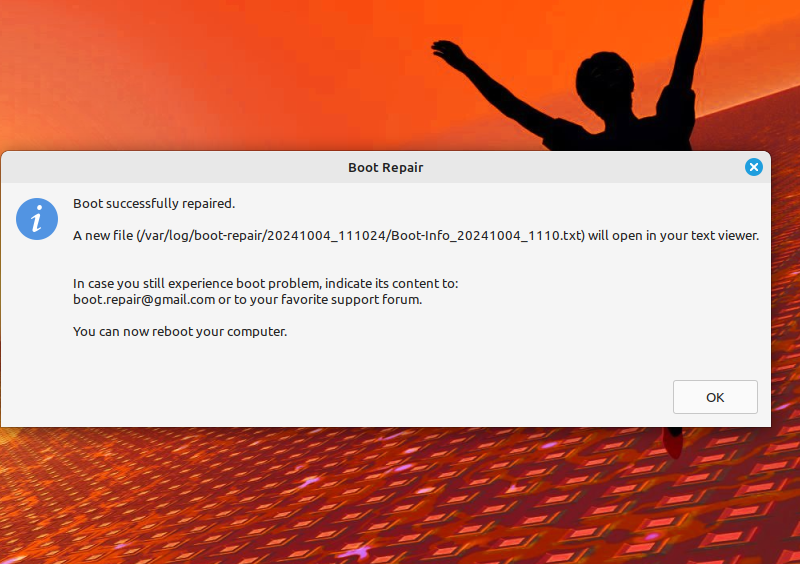 Boot Repair
Boot successfully repaired.
A new file (/var/log/boot-repair/20241004_111024/Boot-Info_20241004_1110.txt) will open in your text viewer.
In case you still experience boot problem, indicate its content to:
boot.repair@gmail.com or to your favorite support forum.
You can now reboot your computer.
OK